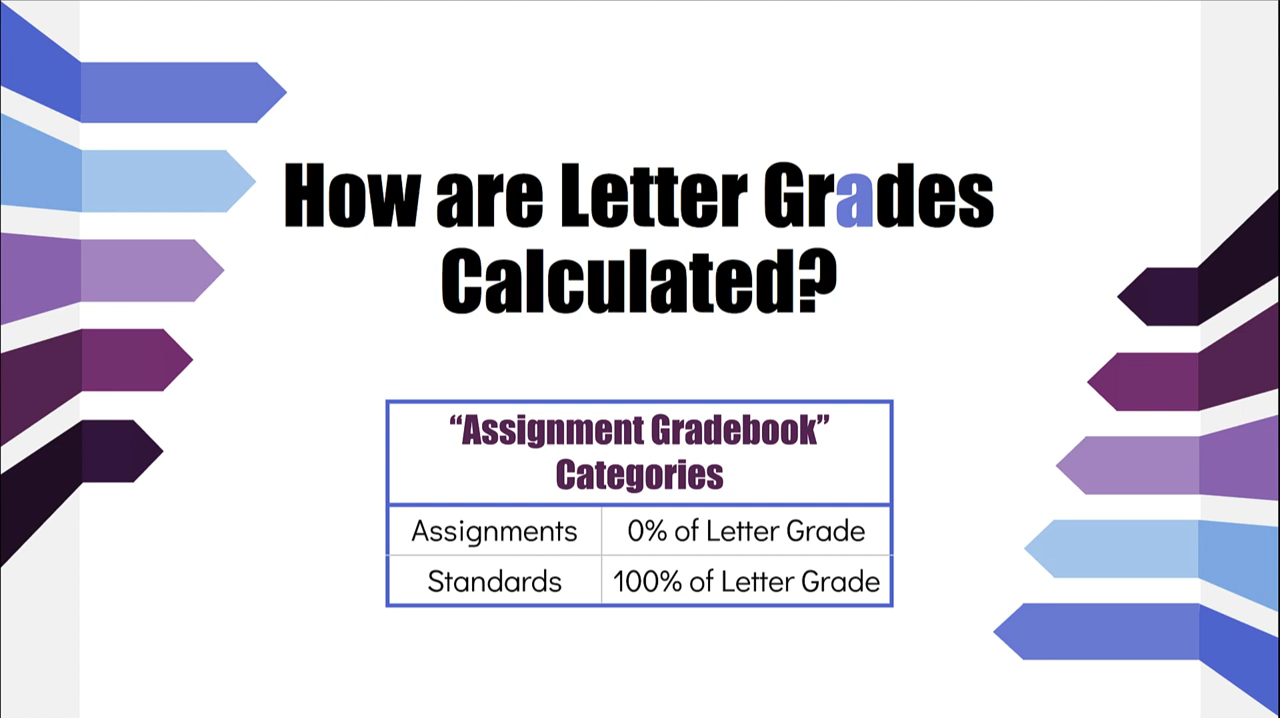 How are Letter Grades
Calculated?
“Assignment Gradebook”
Categories
Assignments 0% of Letter Grade
Standards 100% of Letter Grade